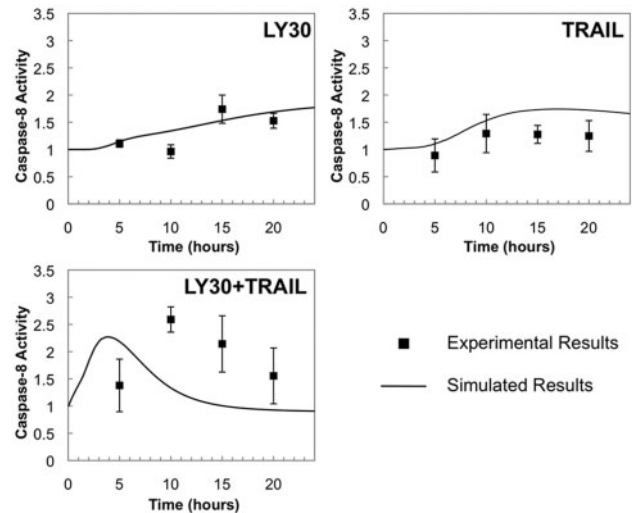 LY30
Caspase-8 Activity
3.5
3
2.5
2
1.5
1
0.5
0
0 5 10 15 20
Time (hours)
TRAIL
Caspase-8 Activity
3.5
3
2.5
2
1.5
1
0.5
0
0 5 10 15 20
Time (hours)
LY30+TRAIL
Caspase-8 Activity
3.5
3
2.5
2
1.5
1
0.5
0
0 5 10 15 20
Time (hours)
Experimental Results
Simulated Results